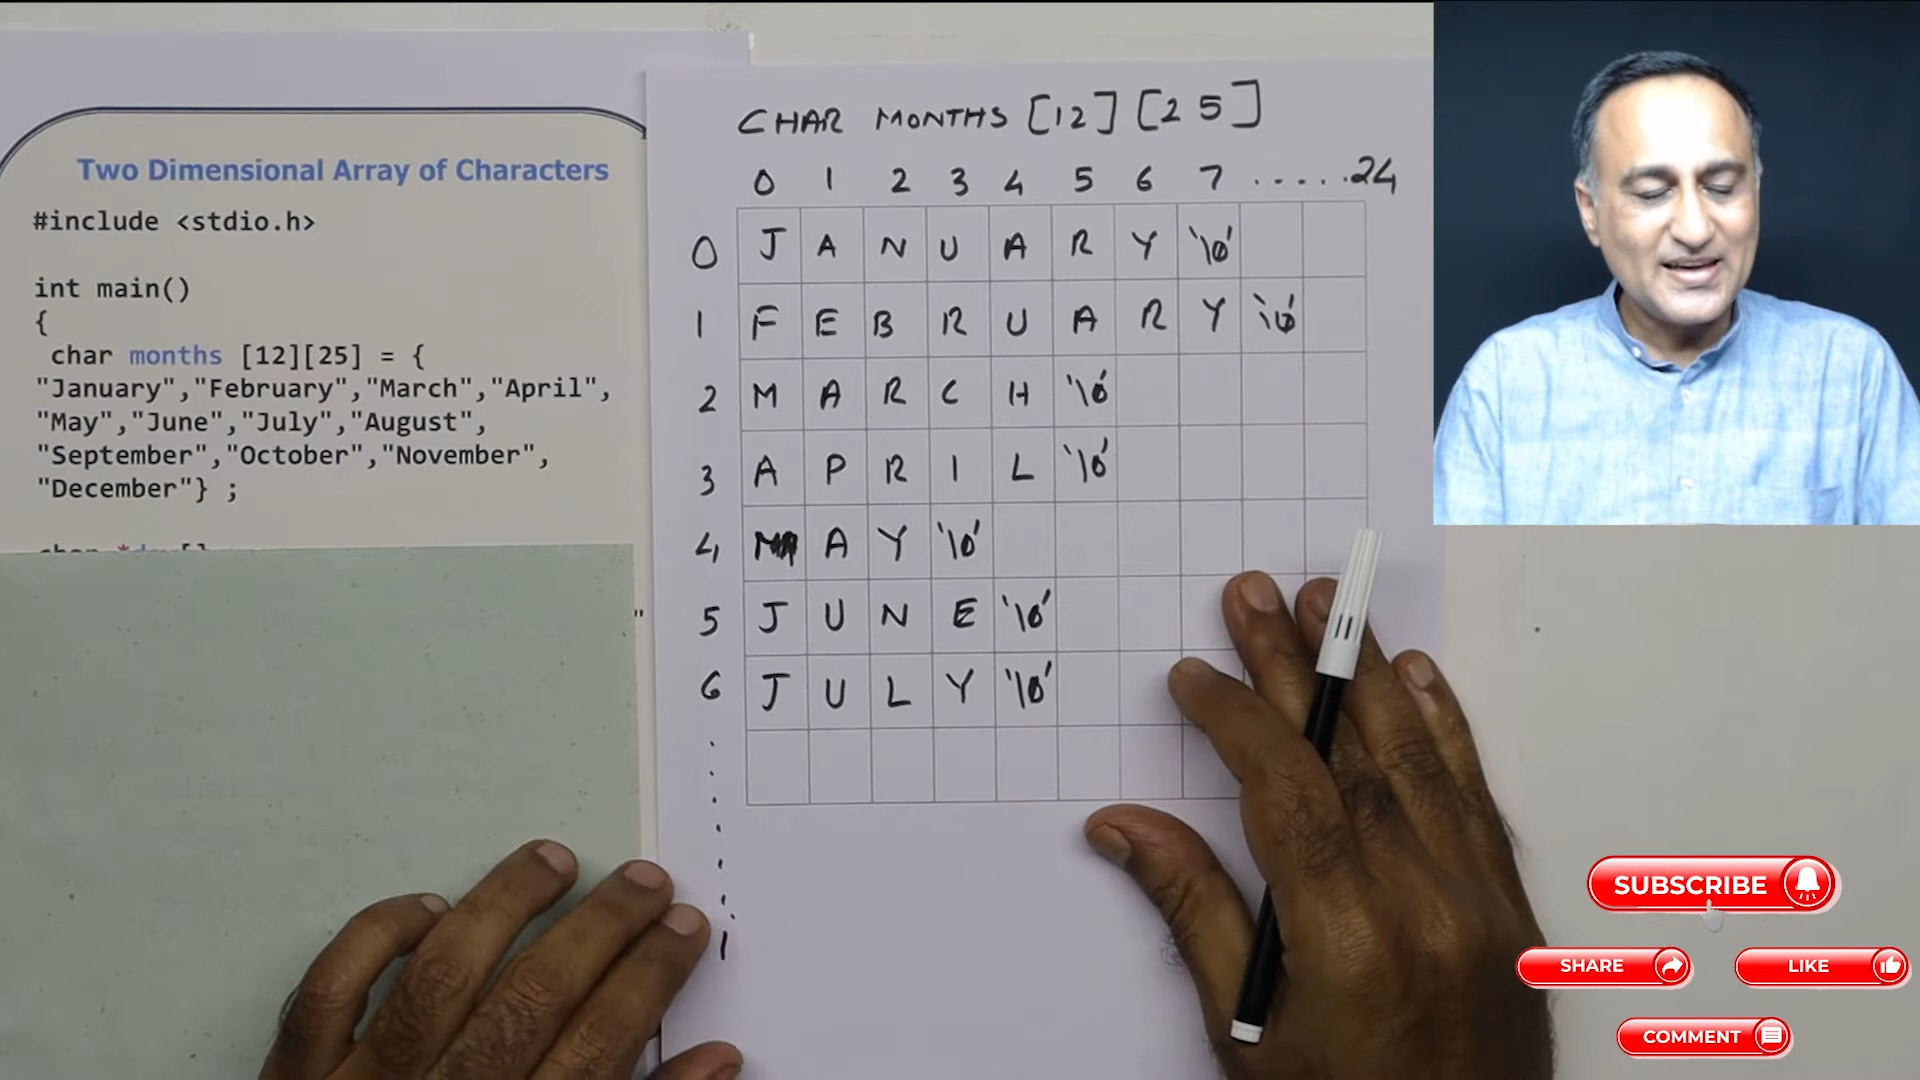 Two Dimensional Array of Characters
#include <stdio.h>
int main()
{
char months [12][25] = {
"January","February","March","April",
"May","June","July","August",
"September","October","November",
"December"} ;
"
CHAR MONTHS [12] [25]
0 1 2 3 4 5 6 7 ..... 24
0 J A N U A R Y '\0'
1 F E B R U A R Y '\0'
2 M A R C H '\0'
3 A P R I L '\0'
4 M A Y '\0'
5 J U N E '\0'
6 J U L Y '\0'
SUBSCRIBE
SHARE
LIKE
COMMENT